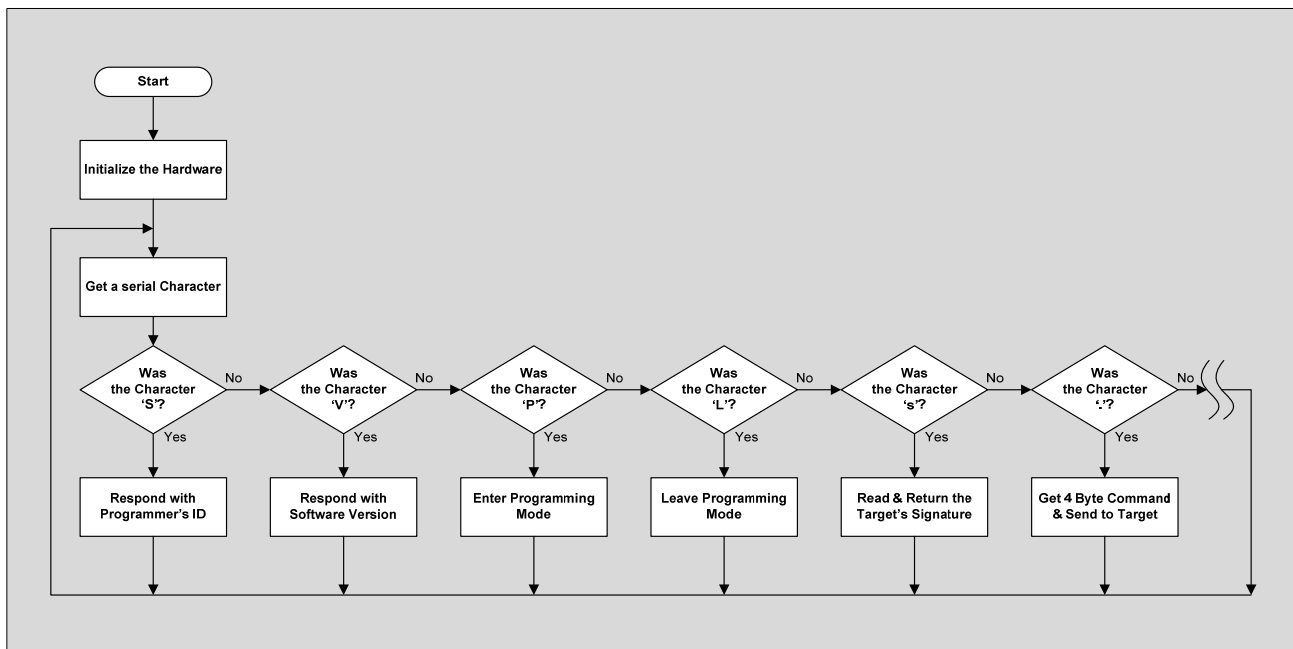 Start
Initialize the Hardware
Get a serial Character
Was
the Character
‘S’?
No
Yes
Respond with
Programmer’s ID
Was
the Character
‘V’?
No
Yes
Respond with
Software Version
Was
the Character
‘P’?
No
Yes
Enter Programming
Mode
Was
the Character
‘L’?
No
Yes
Leave Programming
Mode
Was
the Character
‘s’?
No
Yes
Read & Return the
Target’s Signature
Was
the Character
‘.’?
No
Yes
Get 4 Byte Command
& Send to Target